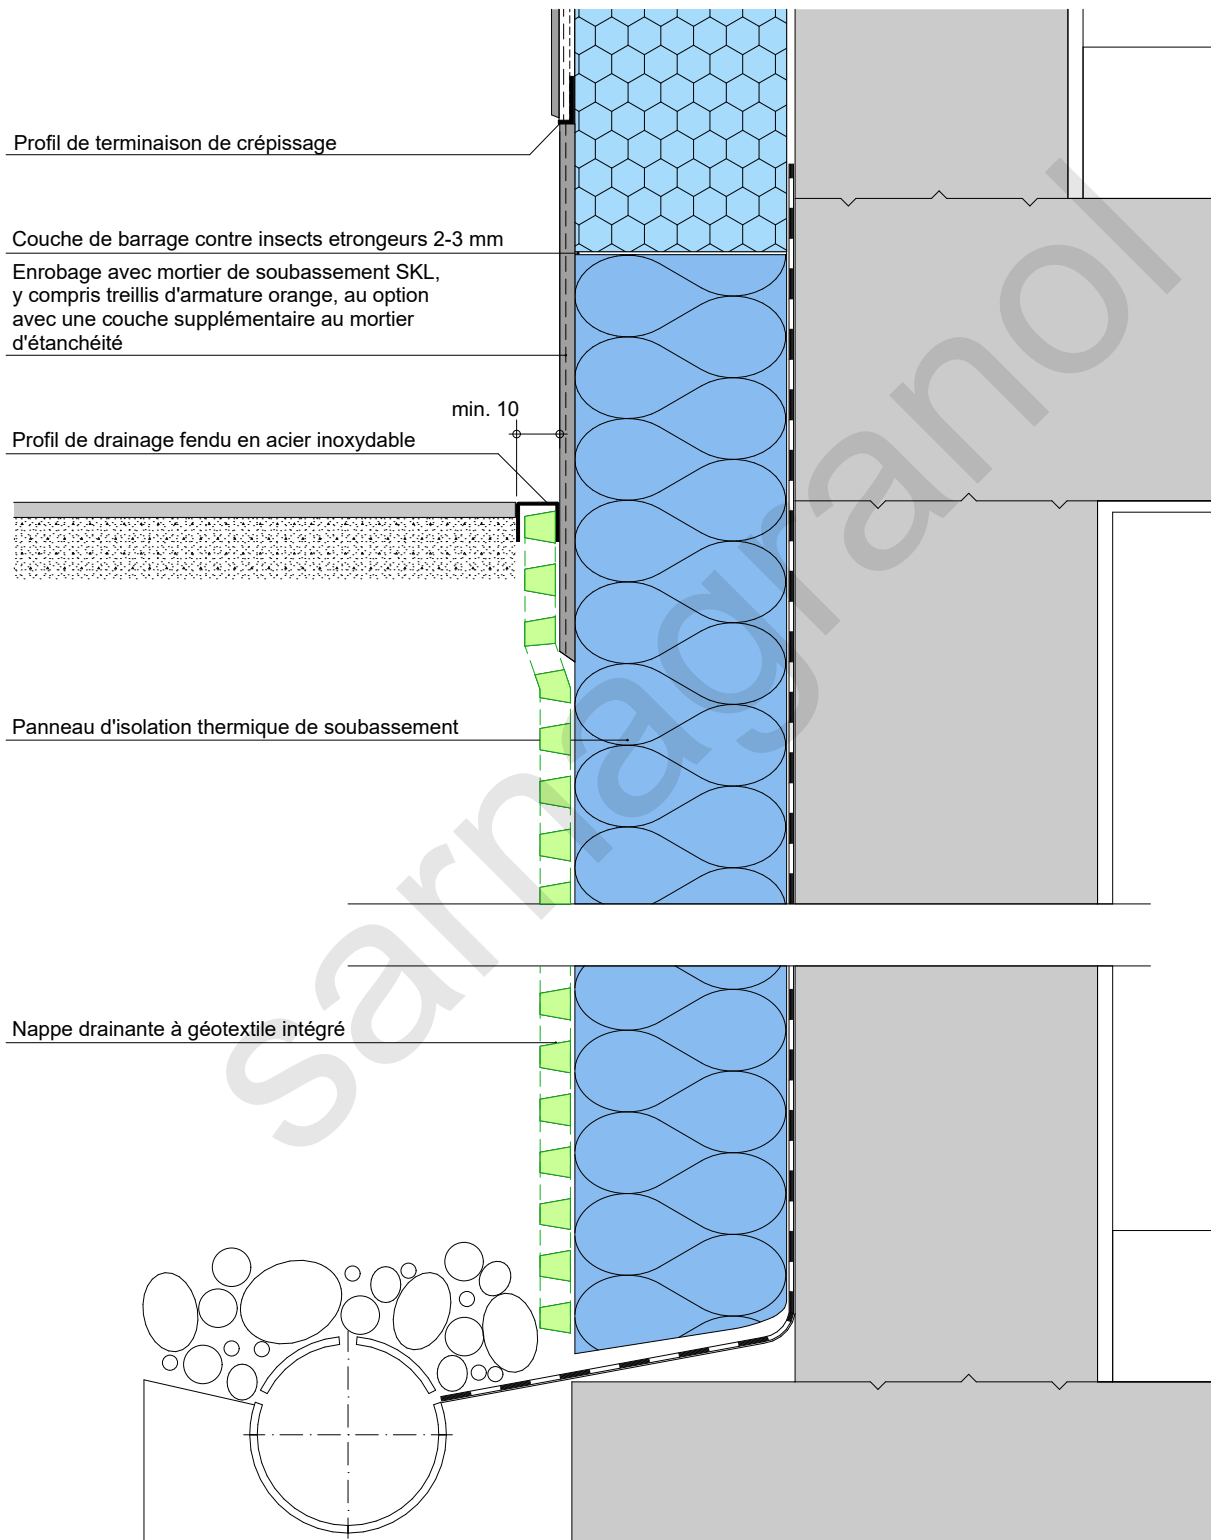 Profil de terminaison de crépissage
Couche de barrage contre insects etrongeurs 2-3 mm
Enrobage avec mortier de soubassement SKL,
y compris treillis d'armature orange, au option
avec une couche supplémentaire au mortier
d'étanchéité
min. 10
Profil de drainage fendu en acier inoxydable
Panneau d'isolation thermique de soubassement
Nappe drainante à géotextile intégré
sarnagranol